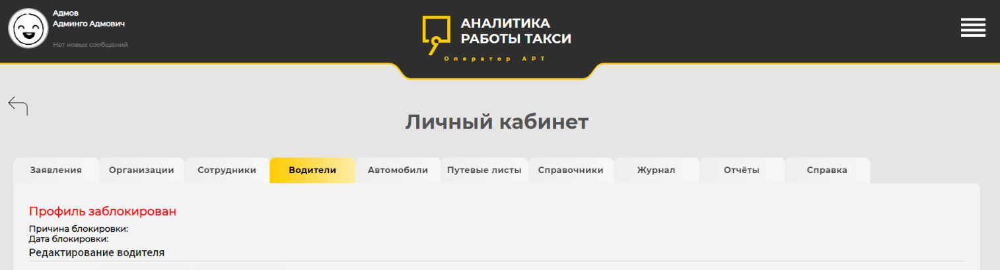 Адмов
Админго Адмович
Нет новых сообщений
АНАЛИТИКА
РАБОТЫ ТАКСИ
Оператор АРТ
Личный кабинет
Заявления Организации Сотрудники Водители Автомобили Путевые листы Справочники Журнал Отчёты Справка
Профиль заблокирован
Причина блокировки:
Дата блокировки:
Редактирование водителя